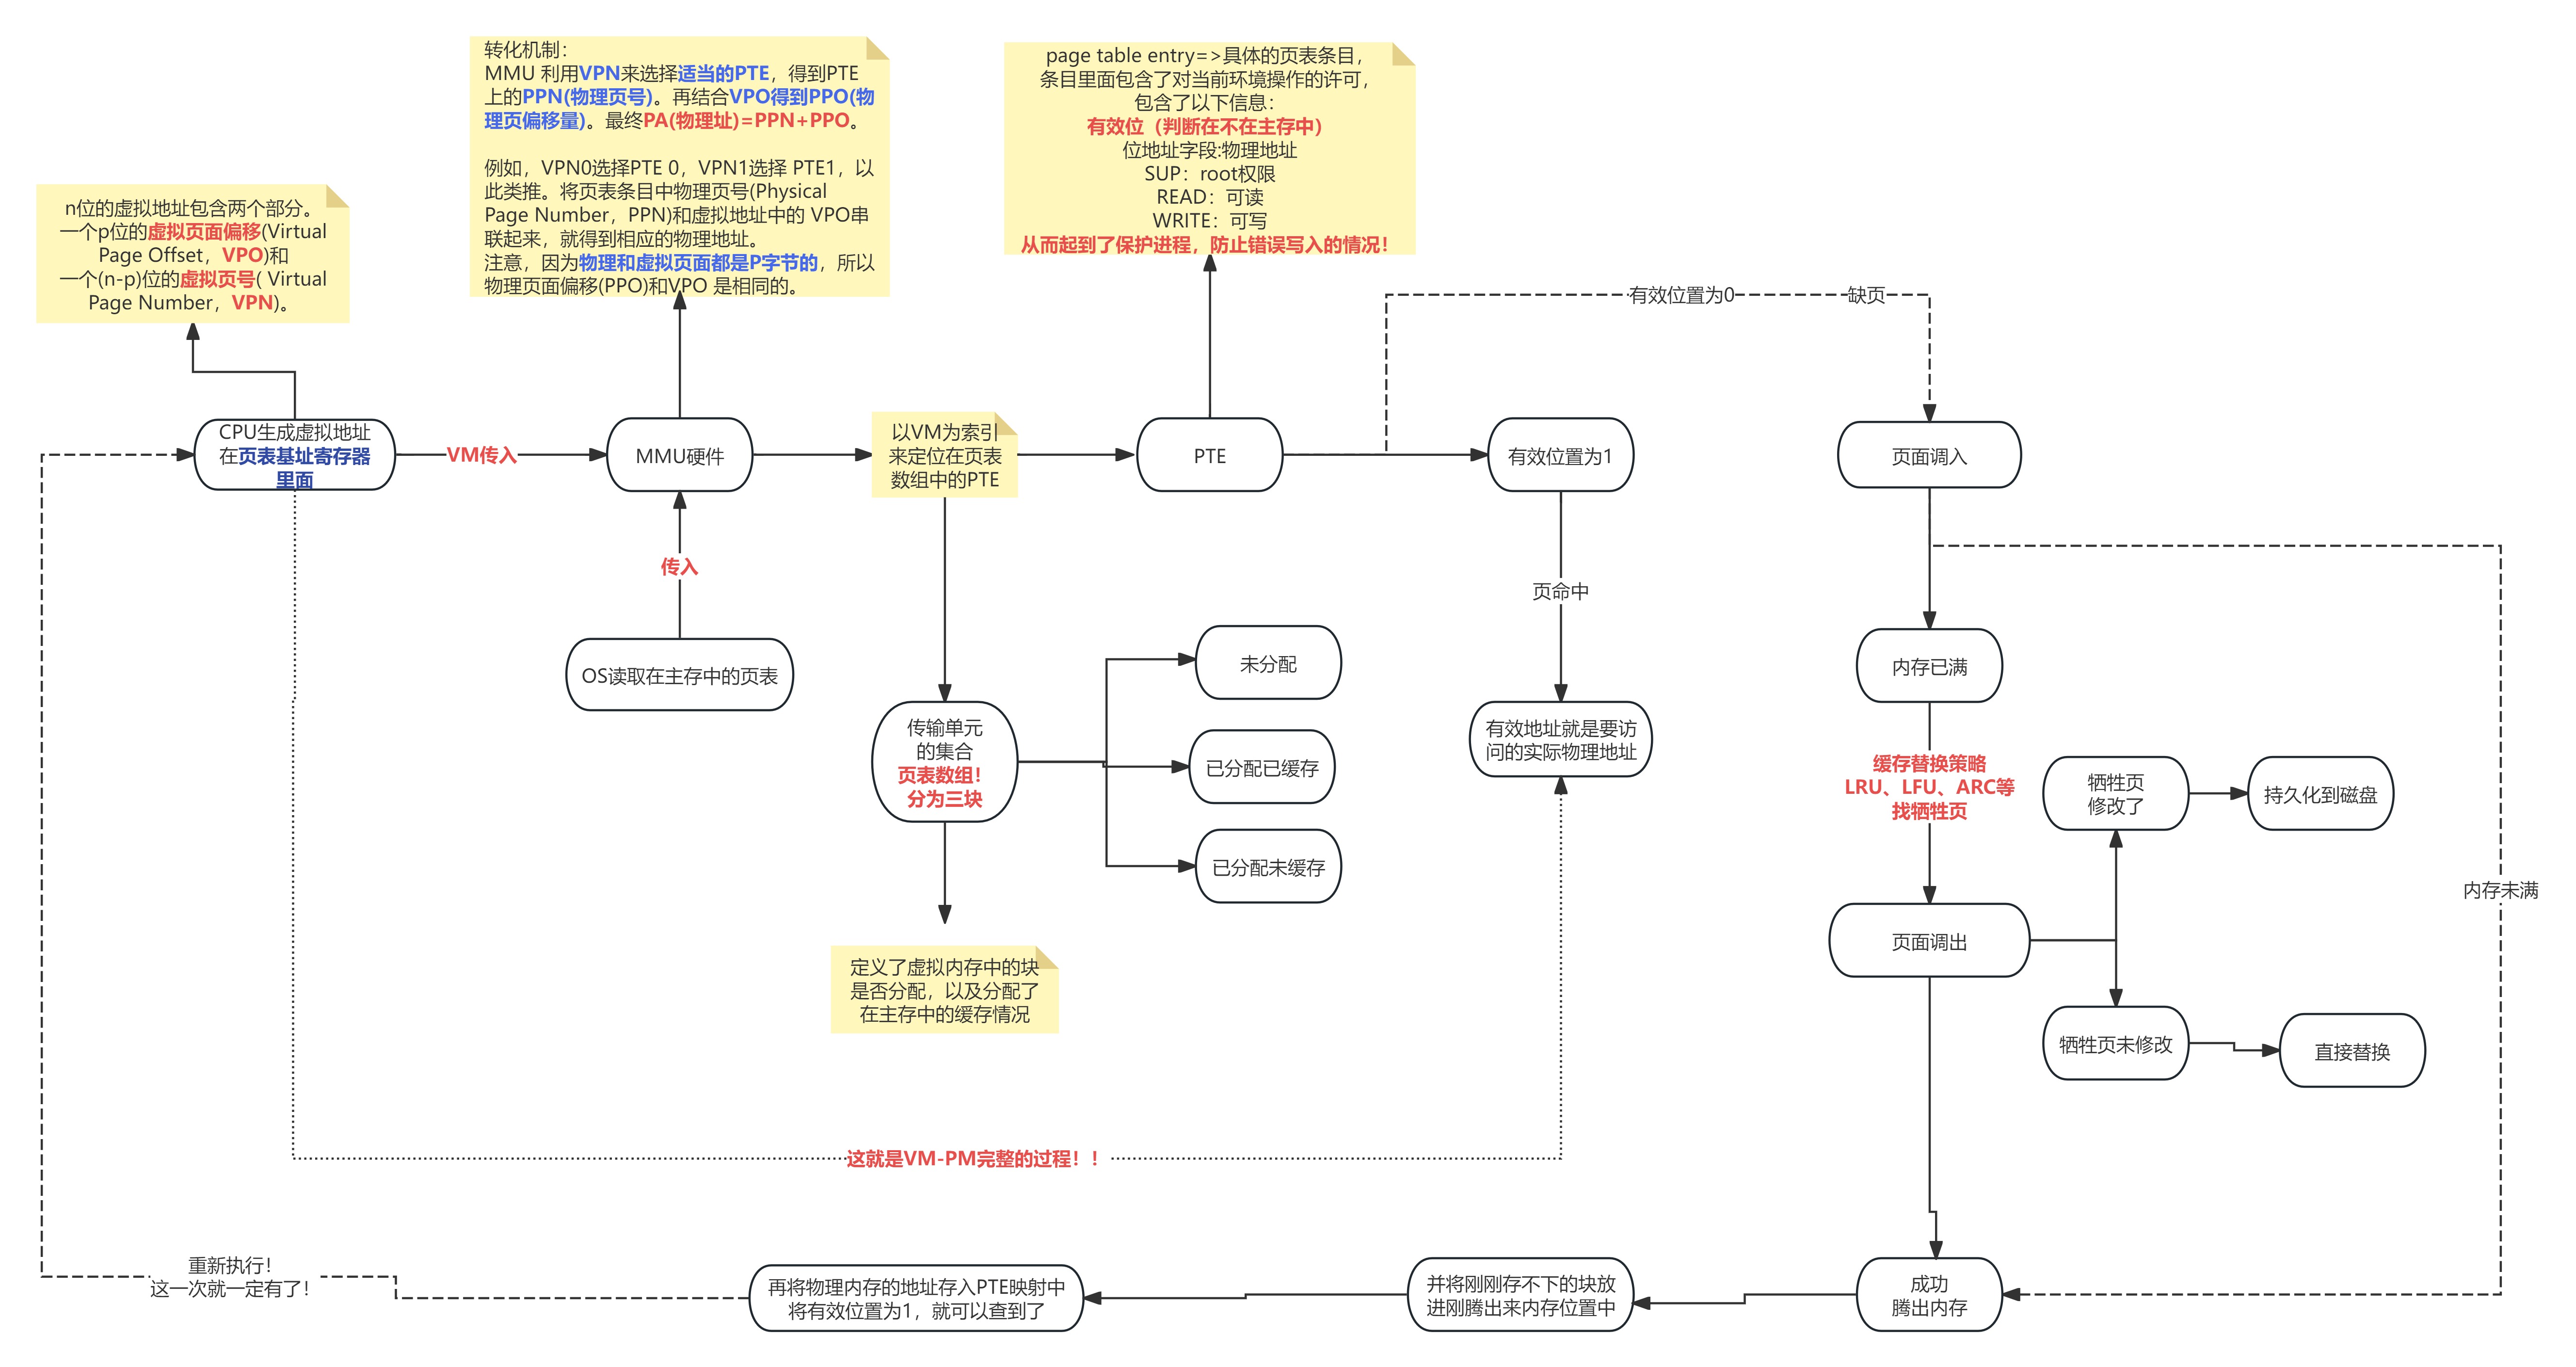 转化机制：
MMU 利用VPN来选择适当的PTE，得到PTE
上的PPN(物理页号)。再结合VPO得到PPO(物
理页偏移量)。最终PA(物理址)=PPN+PPO。
例如，VPN0选择PTE 0，VPN1选择 PTE1，以
此类推。将页表条目中物理页号(Physical
Page Number，PPN)和虚拟地址中的 VPO串
联起来，就得到相应的物理地址。
注意，因为物理和虚拟页面都是P字节的，所以
物理页面偏移(PPO)和VPO 是相同的。
page table entry=>具体的页表条目，
条目里面包含了对当前环境操作的许可，
包含了以下信息：
有效位（判断在不在主存中）
位地址字段:物理地址
SUP：root权限
READ：可读
WRITE：可写
从而起到了保护进程，防止错误写入的情况！
n位的虚拟地址包含两个部分。
一个p位的虚拟页面偏移(Virtual
Page Offset，VPO)和
一个(n-p)位的虚拟页号( Virtual
Page Number，VPN)。
有效位置为0
缺页
CPU生成虚拟地址
在页表基址寄存器
里面
VM传入
MMU硬件
以VM为索引
来定位在页表
数组中的PTE
PTE
有效位置为1
页面调入
传入
OS读取在主存中的页表
页命中
未分配
已分配已缓存
已分配未缓存
传输单元
的集合
页表数组！
分为三块
有效地址就是要访
问的实际物理地址
内存已满
缓存替换策略
LRU、LFU、ARC等
找牺牲页
牺牲页
修改了
持久化到磁盘
内存未满
页面调出
定义了虚拟内存中的块
是否分配，以及分配了
在主存中的缓存情况
牺牲页未修改
直接替换
这就是VM-PM完整的过程！！
重新执行！
这一次就一定有了！
再将物理内存的地址存入PTE映射中
将有效位置为1，就可以查到了
并将刚刚存不下的块放
进刚腾出来内存位置中
成功
腾出内存